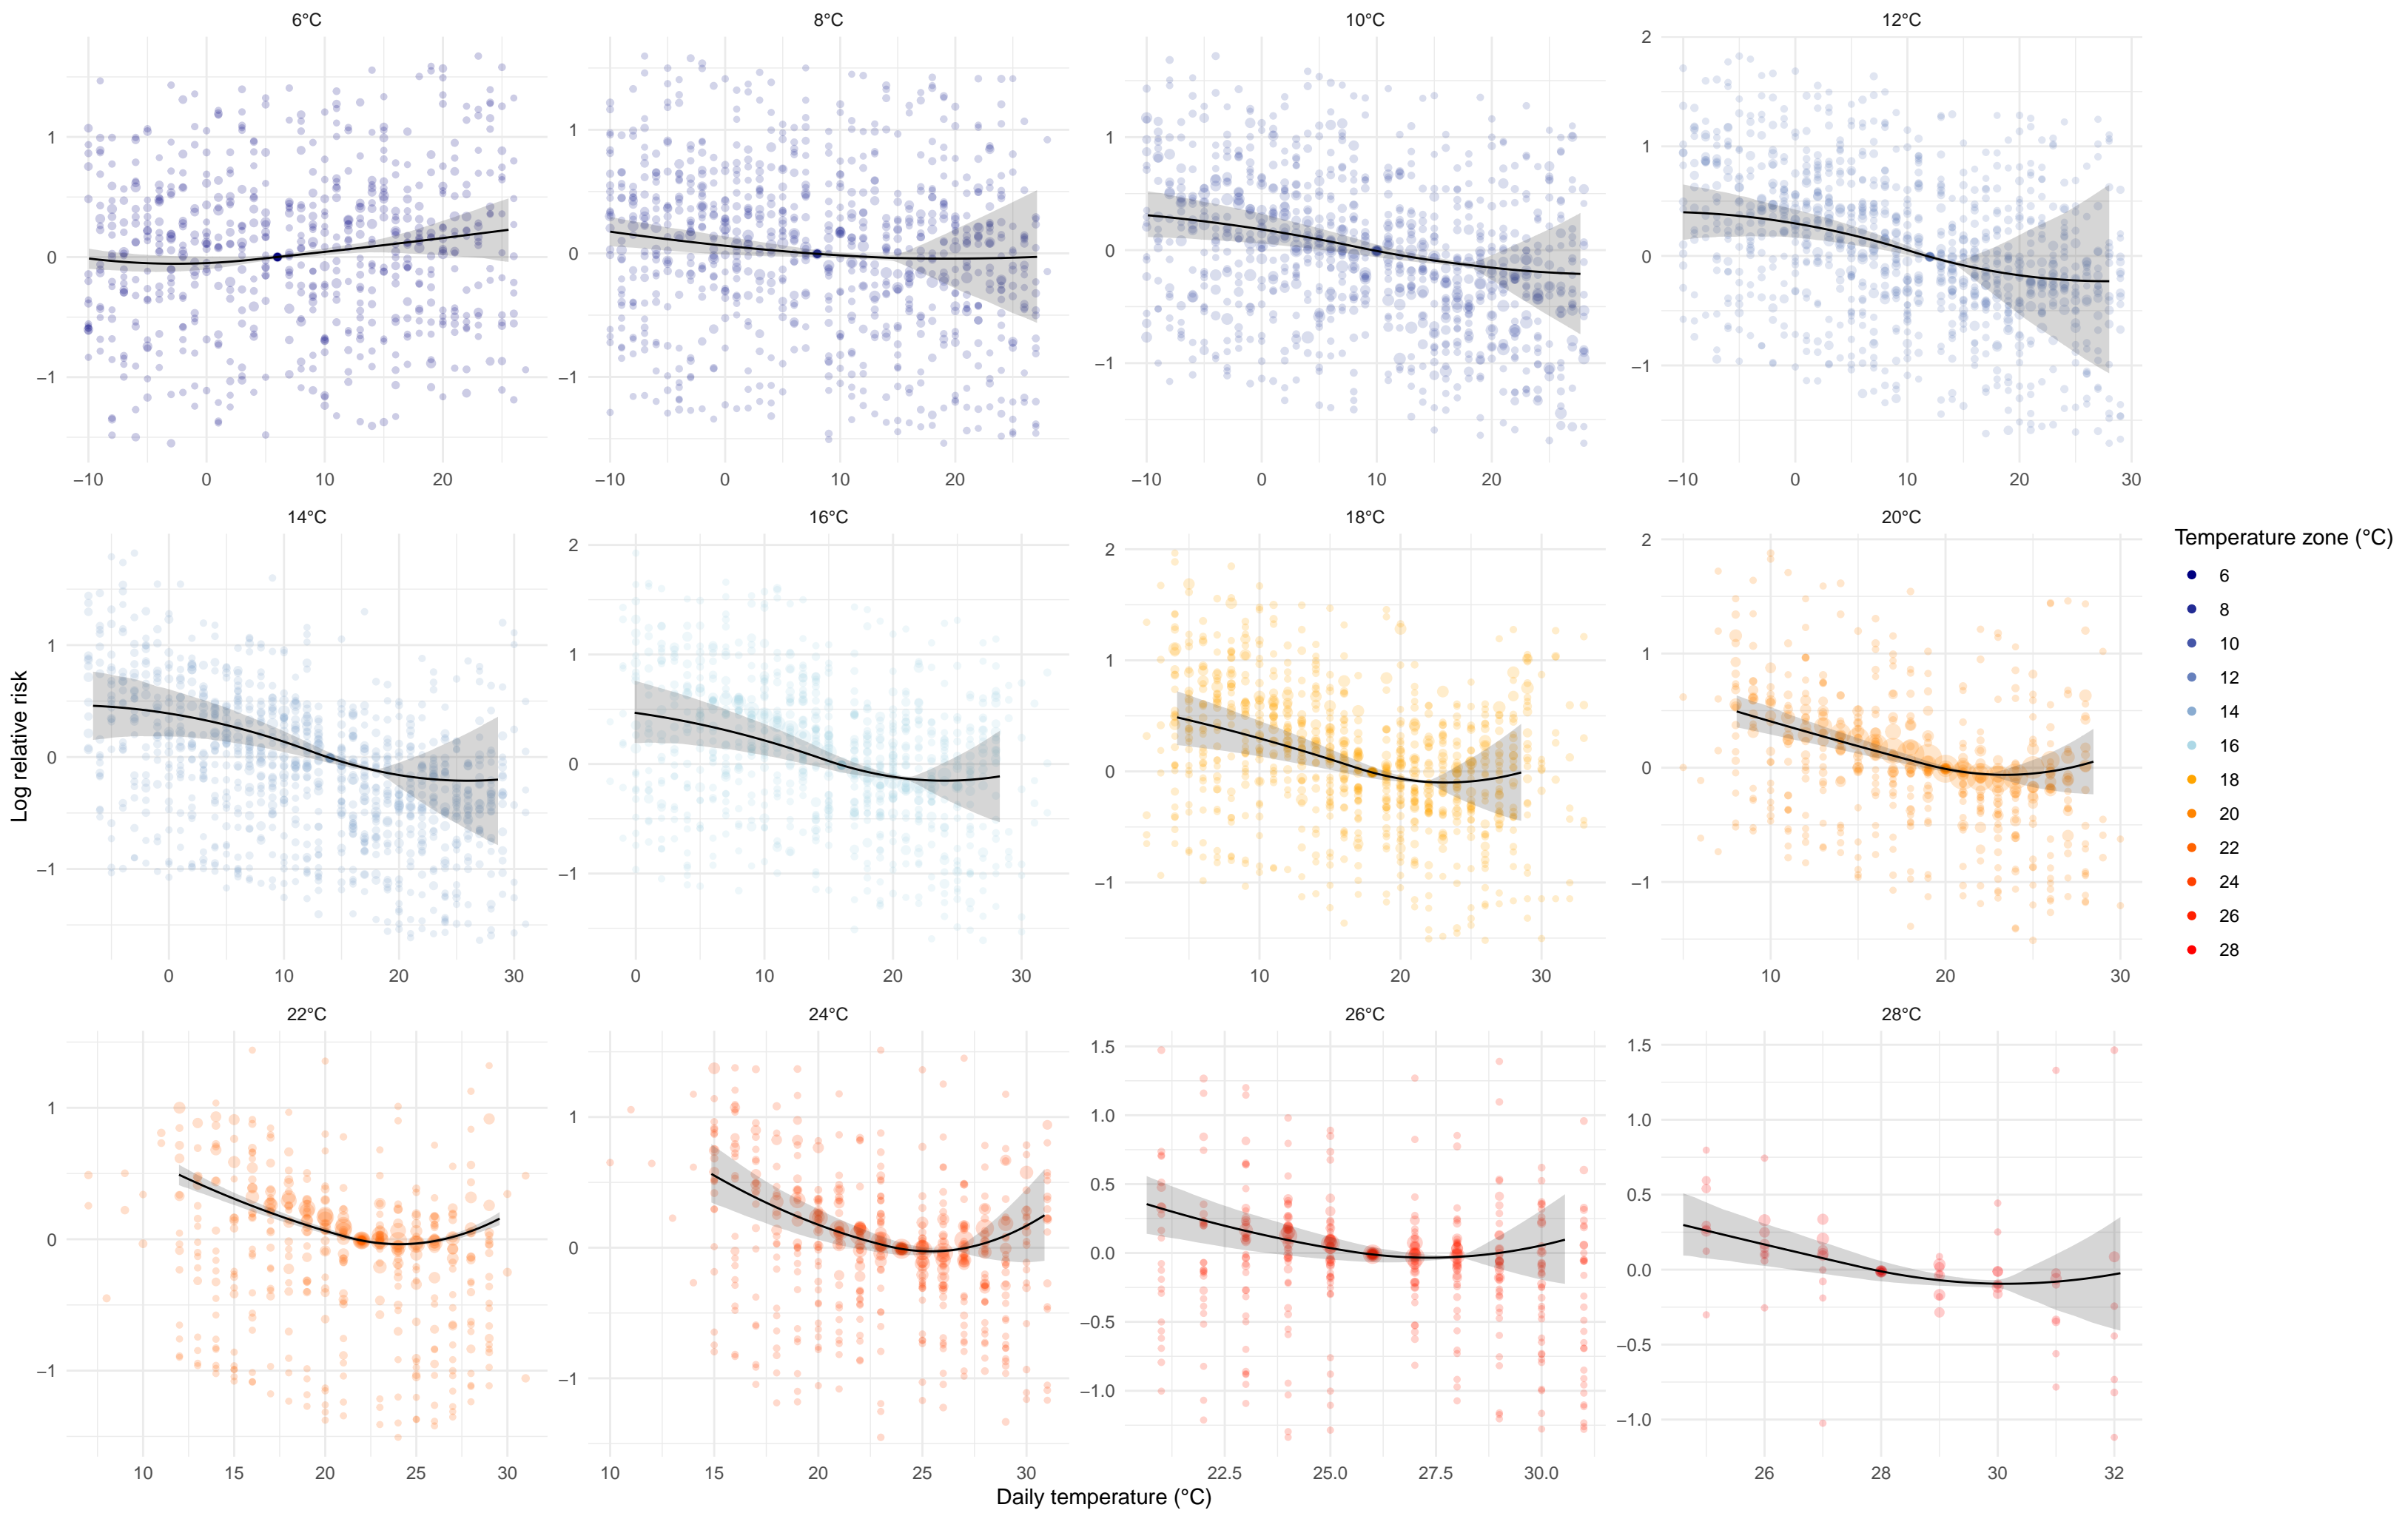 6°C 8°C 10°C 12°C
1 0 −1
1 0 −1
1 0 −1
2 1 0 −1
−10 0 10 20 −10 0 10 20 −10 0 10 20 −10 0 10 20 30
14°C 16°C 18°C 20°C
1 0 −1
2 1 0 −1
2 1 0 −1
2 1 0 −1
0 10 20 30 0 10 20 30 10 20 30 10 20 30
22°C 24°C 26°C 28°C
1 0 −1
1 0 −1
1.5 1.0 0.5 0.0 −0.5 −1.0
1.5 1.0 0.5 0.0 −0.5 −1.0
10 15 20 25 30 10 15 20 25 30 22.5 25.0 27.5 30.0 26 28 30 32
Daily temperature (°C)
Log relative risk
Temperature zone (°C)
6
8
10
12
14
16
18
20
22
24
26
28